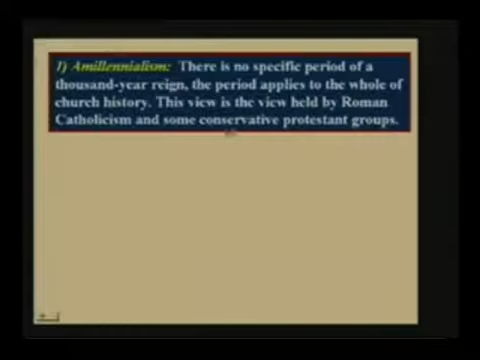 1) Amillennialism: There is no specific period of a
thousand-year reign, the period applies to the whole of
church history. This view is the view held by Roman
Catholicism and some conservative protestant groups.